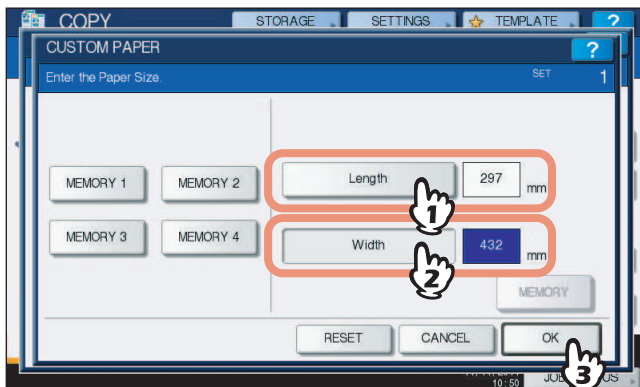 COPY STORAGE SETTINGS TEMPLATE ?
CUSTOM PAPER ?
Enter the Paper Size. SET 1
MEMORY 1 MEMORY 2 Length 297 mm
1
MEMORY 3 MEMORY 4 Width 432 mm
2
MEMORY
RESET CANCEL OK
3
10:50